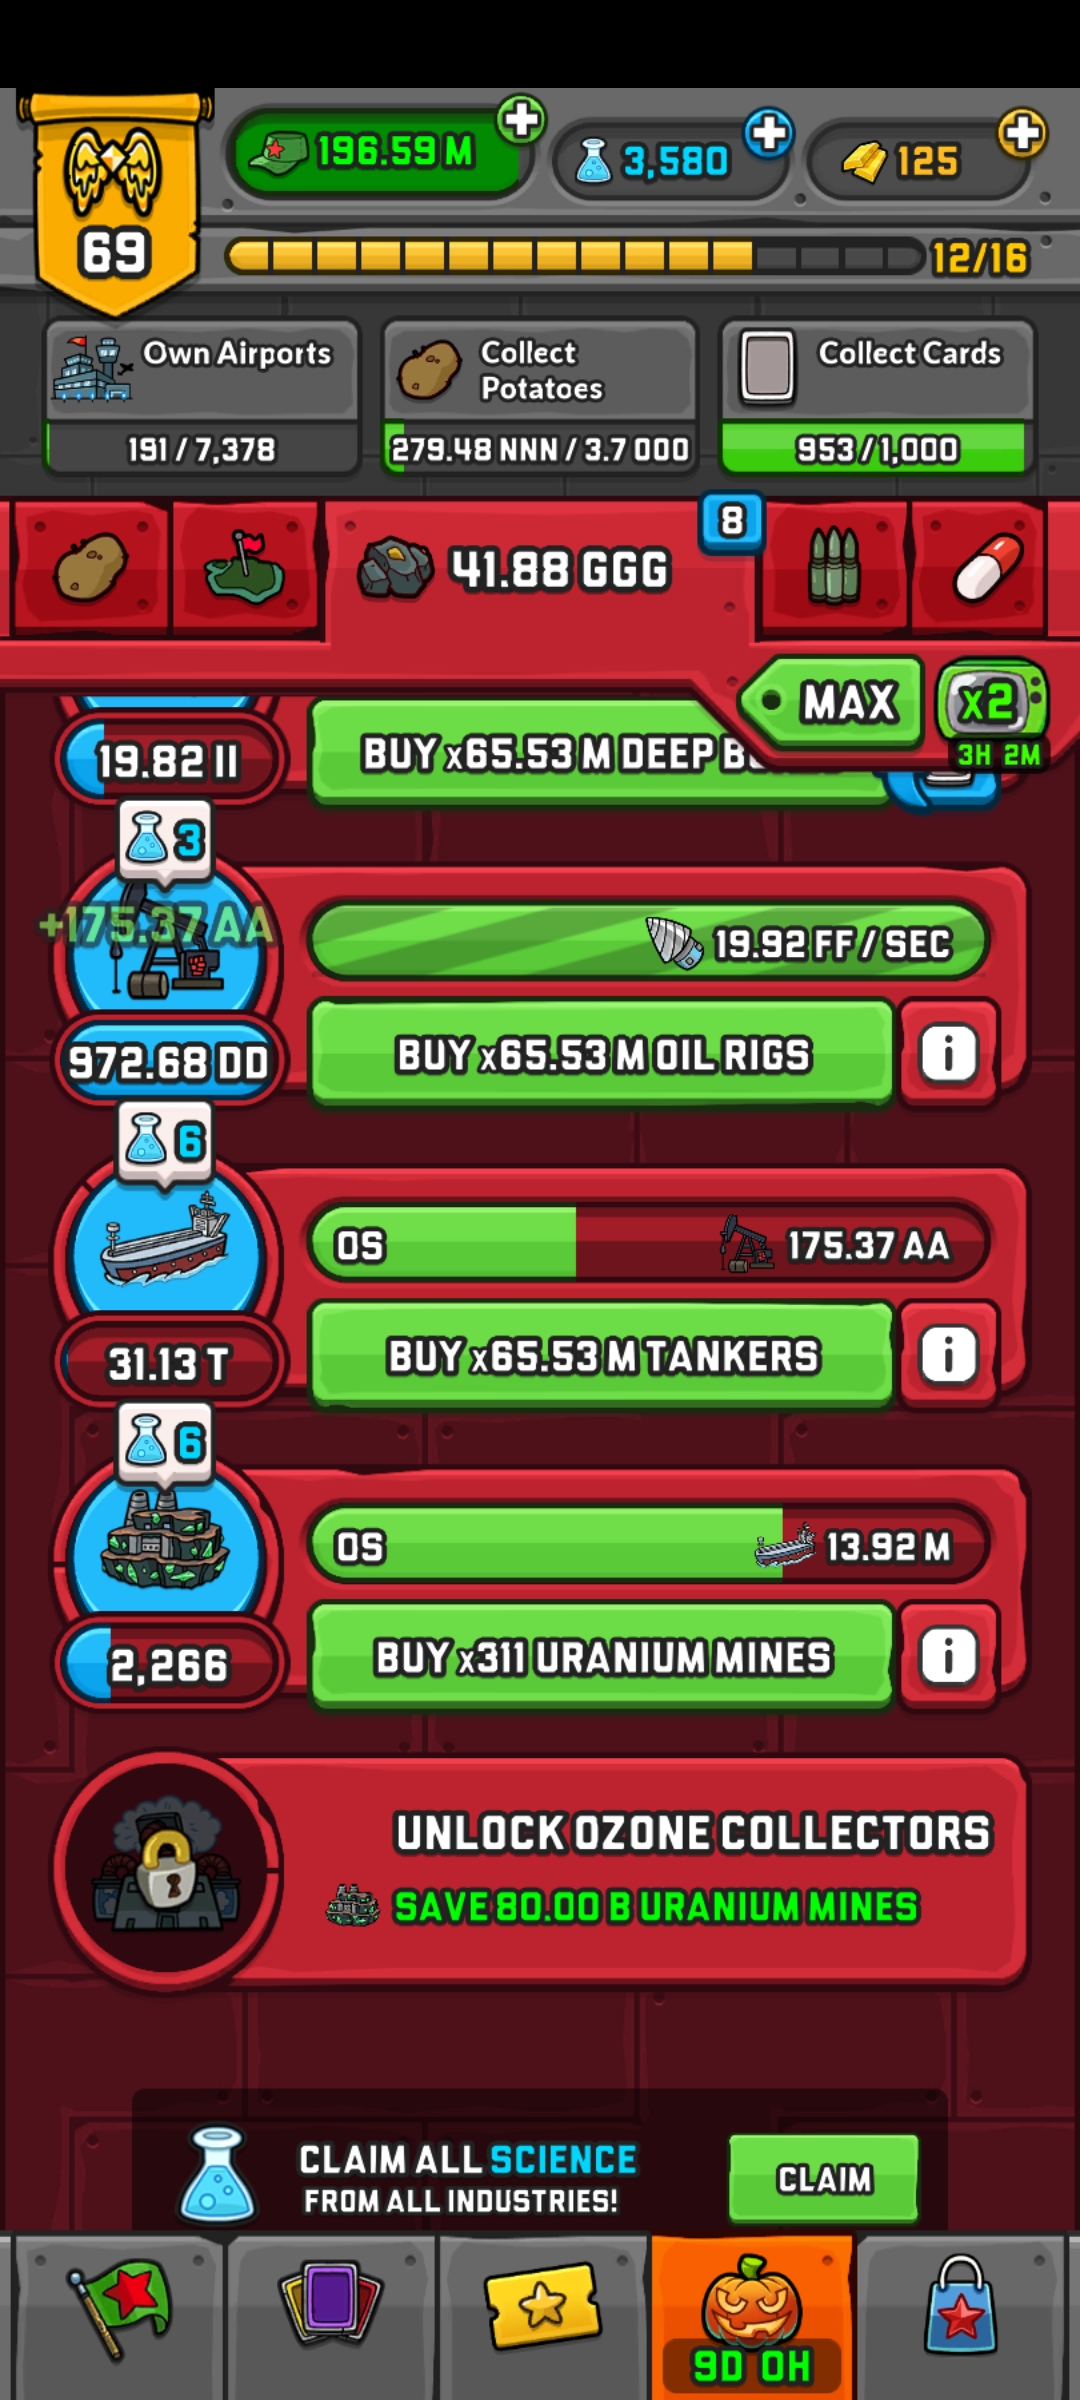 196.59 M
3,580
125
69
12/16
Own Airports
191 / 7,378
Collect
Potatoes
279.48 NNN / 3.7 OOO
Collect Cards
953 / 1,000
41.88 GGG
8
MAX
x2
3H 2M
19.82 II
BUY x65.53 M DEEP
3
+175.37 AA
19.92 FF / SEC
972.68 DD
BUY x65.53 M OIL RIGS
i
6
0S
175.37 AA
31.13 T
BUY x65.53 M TANKERS
i
6
0S
13.92 M
2,266
BUY x311 URANIUM MINES
i
UNLOCK OZONE COLLECTORS
SAVE 80.00 B URANIUM MINES
CLAIM ALL SCIENCE
FROM ALL INDUSTRIES!
CLAIM
9D 0H